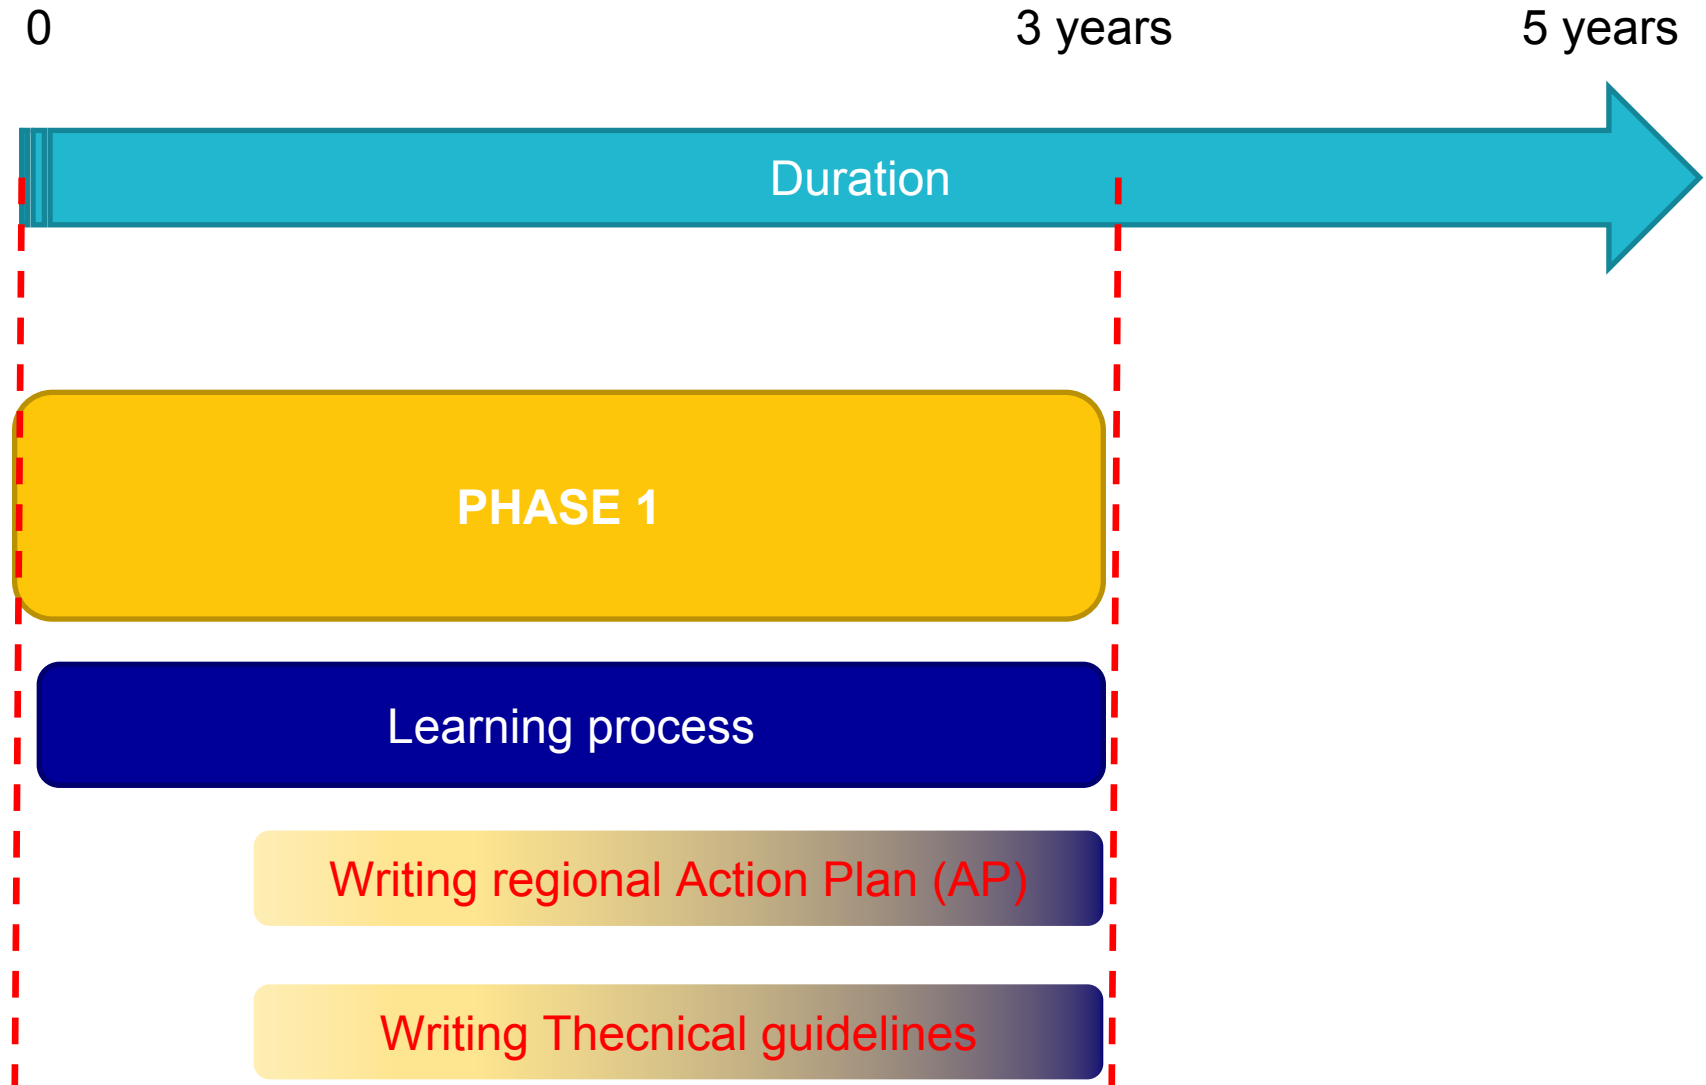 0
3 years
5 years
Duration
PHASE 1
Learning process
Writing regional Action Plan (AP)
Writing Thecnical guidelines